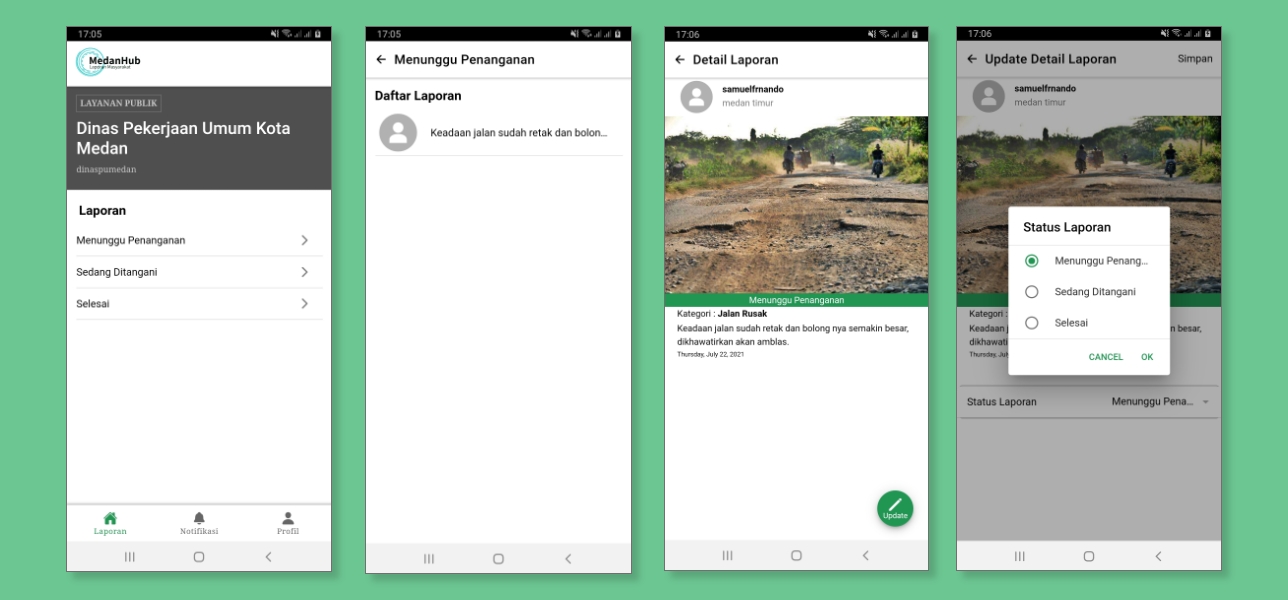 17:05
MedanHub
Laporan Masyarakat
LAYANAN PUBLIK
Dinas Pekerjaan Umum Kota
Medan
dinaspumedan
Laporan
Menunggu Penanganan
Sedang Ditangani
Selesai
Laporan
Notifikasi
Profil
17:05
Menunggu Penanganan
Daftar Laporan
Keadaan jalan sudah retak dan bolon...
17:06
Detail Laporan
samuelfrnando
medan timur
Menunggu Penanganan
Kategori : Jalan Rusak
Keadaan jalan sudah retak dan bolong nya semakin besar,
dikhawatirkan akan amblas.
Thursday, July 22, 2021
Update
17:06
Update Detail Laporan
Simpan
samuelfrnando
medan timur
Status Laporan
Menunggu Penang...
Sedang Ditangani
Selesai
CANCEL
OK
Kategori :
Keadaan j
n besar,
dikhawati
Thursday, Jul
Status Laporan
Menunggu Pena...